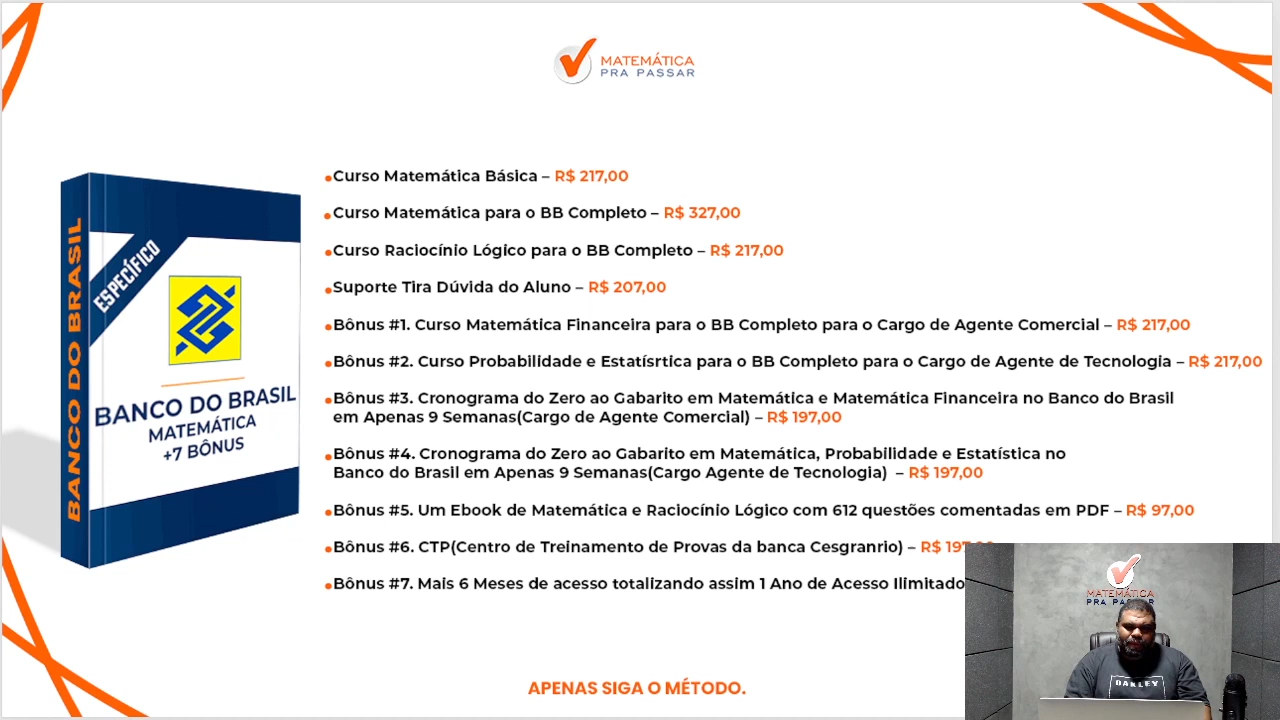 MATEMÁTICA
PRA PASSAR
Curso Matemática Básica – R$ 217,00
Curso Matemática para o BB Completo – R$ 327,00
Curso Raciocínio Lógico para o BB Completo – R$ 217,00
Suporte Tira Dúvida do Aluno – R$ 207,00
Bônus #1. Curso Matemática Financeira para o BB Completo para o Cargo de Agente Comercial – R$ 217,00
Bônus #2. Curso Probabilidade e Estatísrtica para o BB Completo para o Cargo de Agente de Tecnologia – R$ 217,00
Bônus #3. Cronograma do Zero ao Gabarito em Matemática e Matemática Financeira no Banco do Brasil
em Apenas 9 Semanas(Cargo de Agente Comercial) – R$ 197,00
Bônus #4. Cronograma do Zero ao Gabarito em Matemática, Probabilidade e Estatística no
Banco do Brasil em Apenas 9 Semanas(Cargo Agente de Tecnologia) – R$ 197,00
Bônus #5. Um Ebook de Matemática e Raciocínio Lógico com 612 questões comentadas em PDF – R$ 97,00
Bônus #6. CTP(Centro de Treinamento de Provas da banca Cesgranrio) – R$
Bônus #7. Mais 6 Meses de acesso totalizando assim 1 Ano de Acesso Ilimitado
BANCO DO BRASIL
ESPECÍFICO
BANCO DO BRASIL
MATEMÁTICA
+7 BÔNUS
MATEMÁTICA
PRA PASSAR
OAKLEY
APENAS SIGA O MÉTODO.